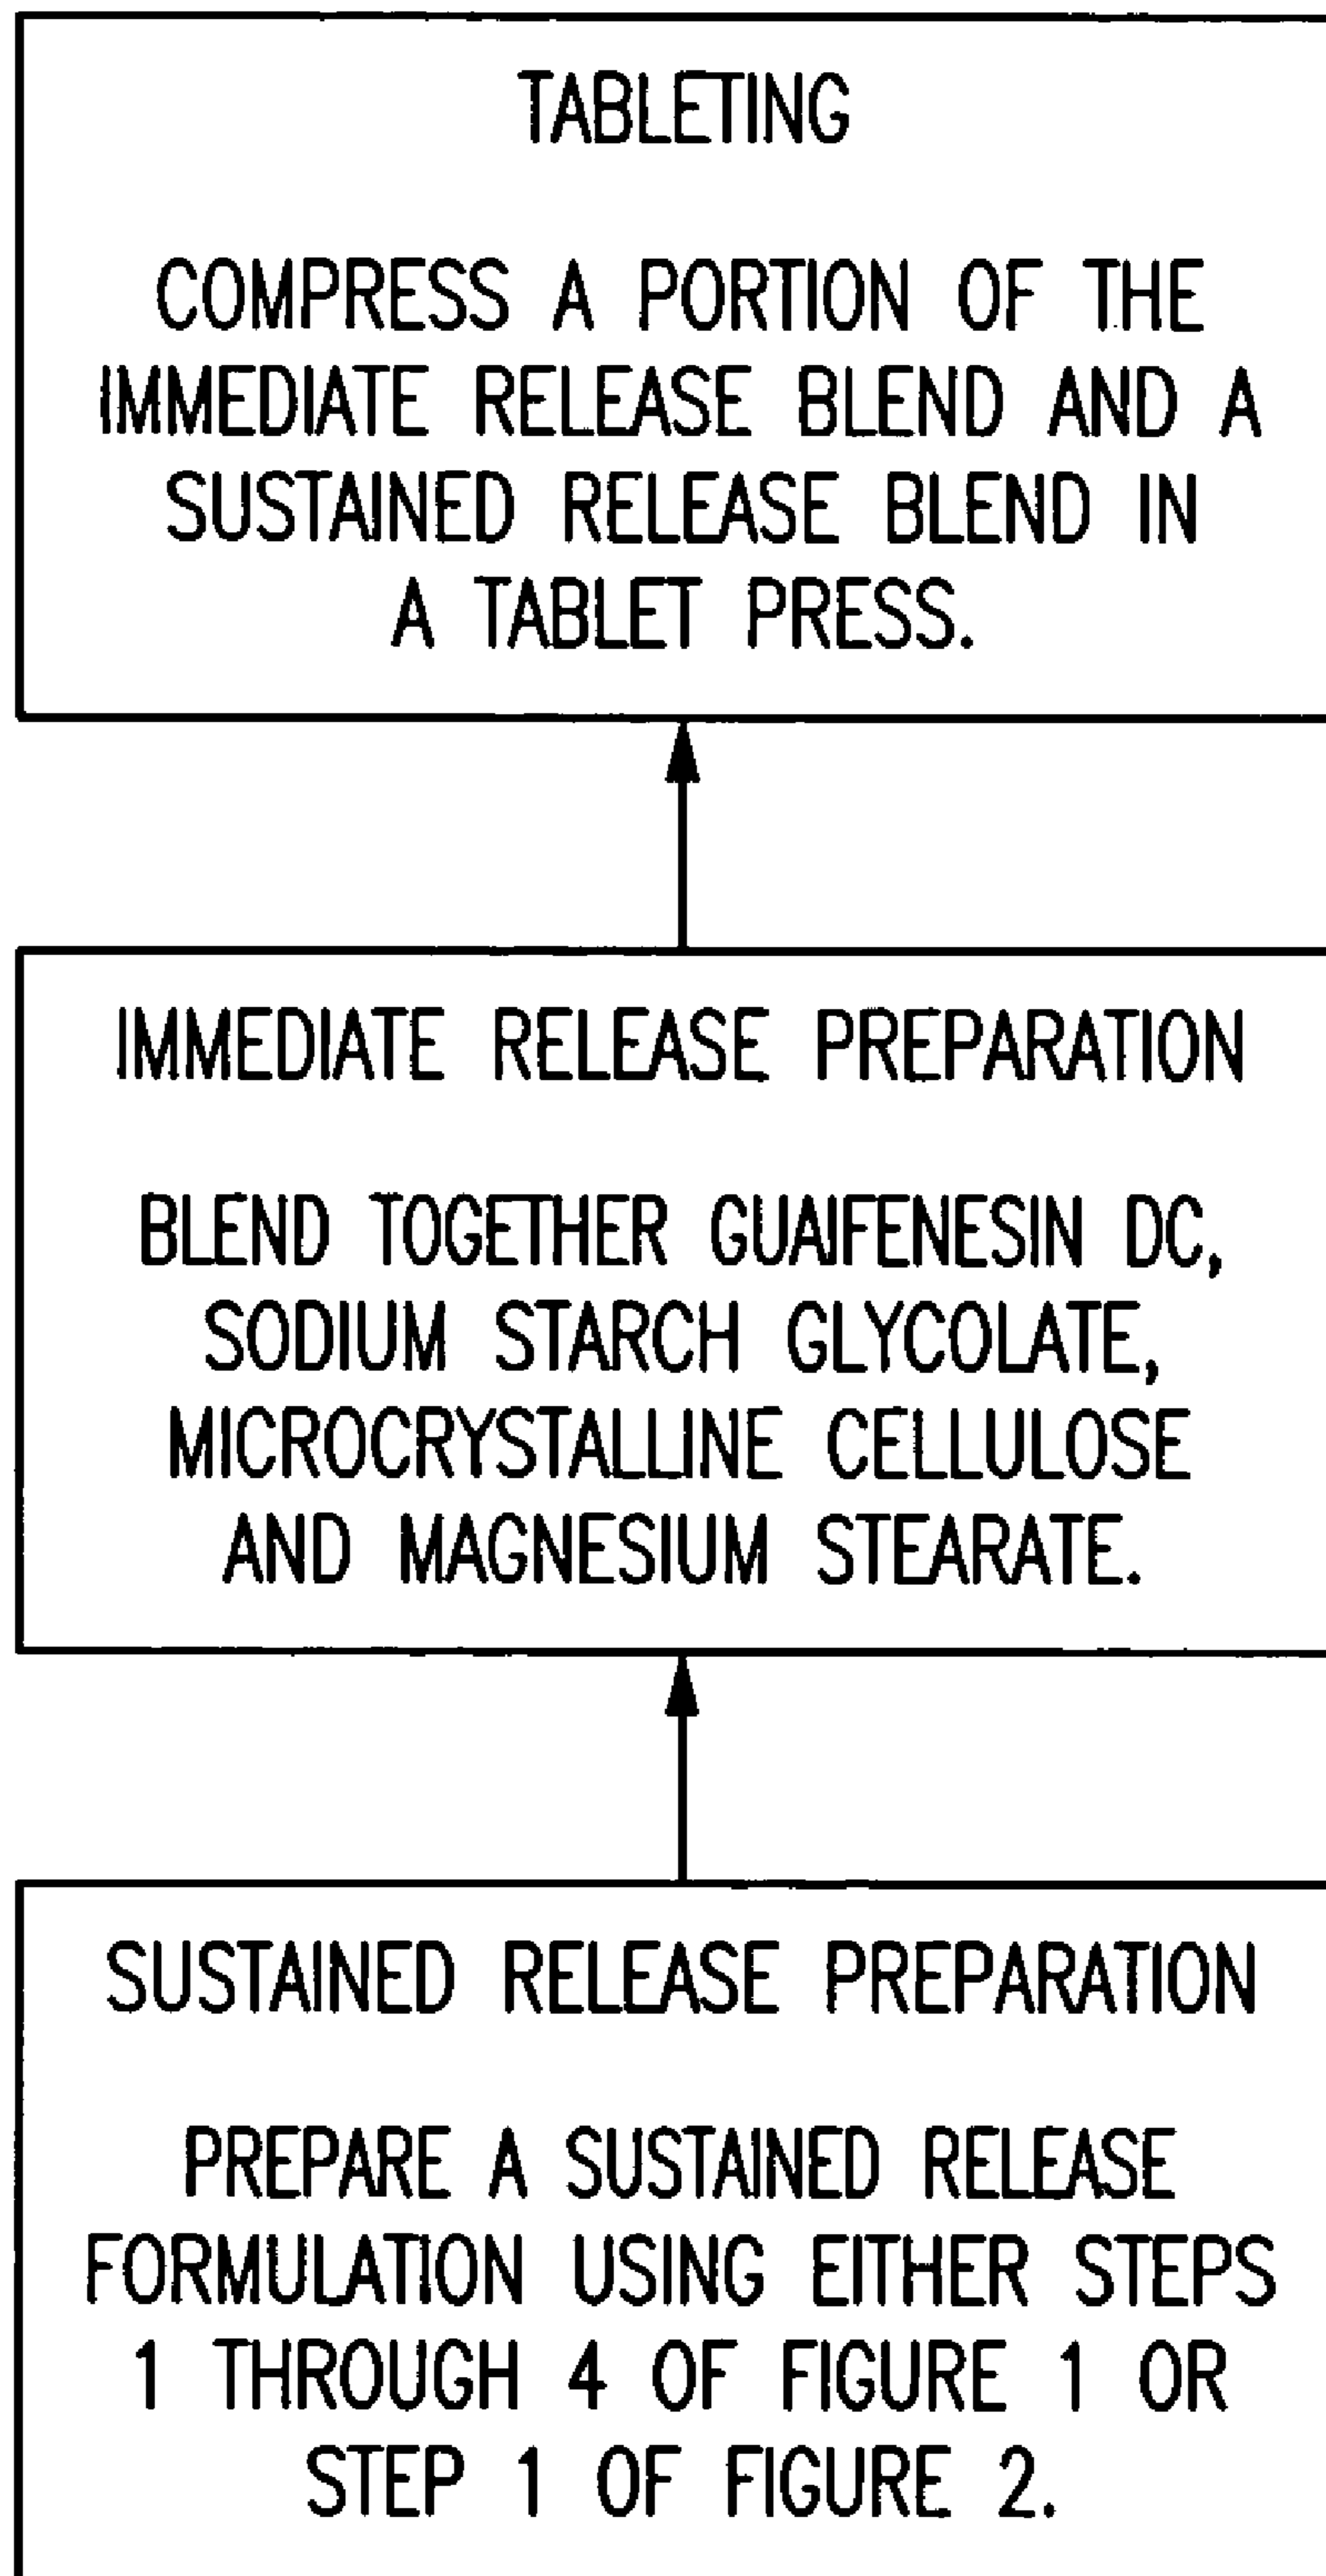 TABLETING
COMPRESS A PORTION OF THE
IMMEDIATE RELEASE BLEND AND A
SUSTAINED RELEASE BLEND IN
A TABLET PRESS.
IMMEDIATE RELEASE PREPARATION
BLEND TOGETHER GUAIFENESIN DC,
SODIUM STARCH GLYCOLATE,
MICROCRYSTALLINE CELLULOSE
AND MAGNESIUM STEARATE.
SUSTAINED RELEASE PREPARATION
PREPARE A SUSTAINED RELEASE
FORMULATION USING EITHER STEPS
1 THROUGH 4 OF FIGURE 1 OR
STEP 1 OF FIGURE 2.